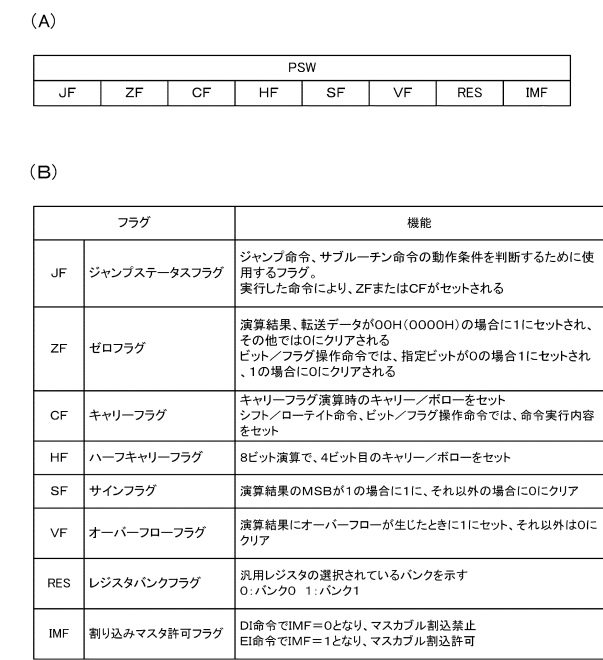 (A)
PSW
JF ZF CF HF SF VF RES IMF
(B)
フラグ 機能
JF ジャンプステータスフラグ ジャンプ命令、サブルーチン命令の動作条件を判断するために使
用するフラグ。
実行した命令により、ZFまたはCFがセットされる
ZF ゼロフラグ 演算結果、転送データが00H(0000H)の場合に1にセットされ、
その他では0にクリアされる
ビット／フラグ操作命令では、指定ビットが0の場合1にセットされ
、1の場合に0にクリアされる
CF キャリーフラグ キャリーフラグ演算時のキャリー／ボローをセット
シフト／ローテイト命令、ビット／フラグ操作命令では、命令実行内容
をセット
HF ハーフキャリーフラグ 8ビット演算で、4ビット目のキャリー／ボローをセット
SF サインフラグ 演算結果のMSBが1の場合に1に、それ以外の場合に0にクリア
VF オーバーフローフラグ 演算結果にオーバーフローが生じたときに1にセット、それ以外は0に
クリア
RES レジスタバンクフラグ 汎用レジスタの選択されているバンクを示す
0:バンク0 1:バンク1
IMF 割り込みマスタ許可フラグ DI命令でIMF=0となり、マスカブル割込禁止
EI命令でIMF=1となり、マスカブル割込許可